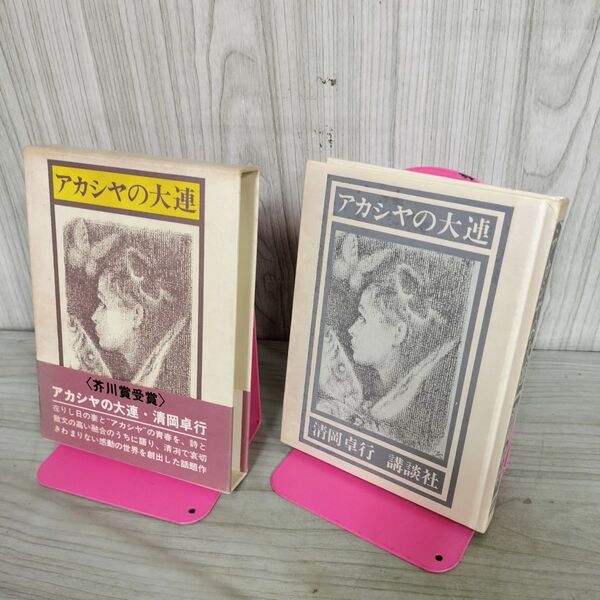 アカシヤの大連
〈芥川賞受賞〉
アカシヤの大連・清岡卓行
在りし日の妻と"アカシヤ"の青春を、詩と
散文の高い融合のうちに語り、清冽で哀切
きわまりない感動の世界を創出した話題作
アカシヤの大連
清岡卓行 講談社